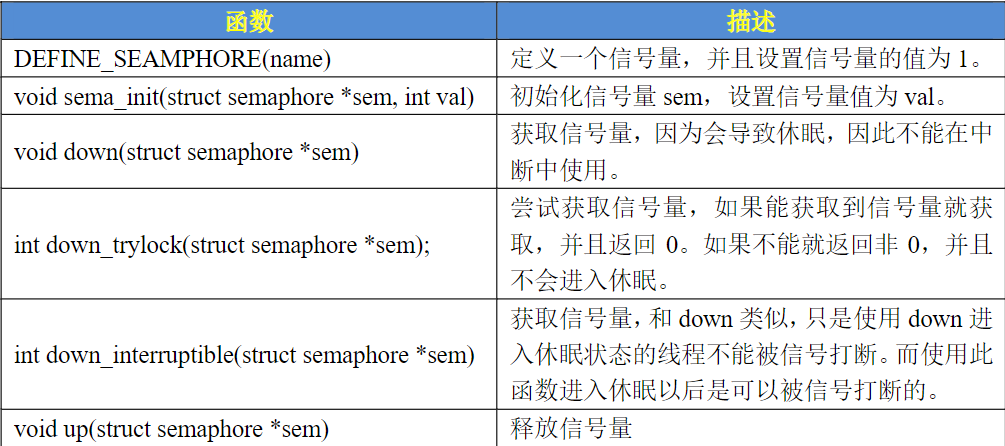 函数
描述
DEFINE_SEAMPHORE(name)
定义一个信号量，并且设置信号量的值为 1。
void sema_init(struct semaphore *sem, int val)
初始化信号量 sem，设置信号量值为 val。
void down(struct semaphore *sem)
获取信号量，因为会导致休眠，因此不能在中
断中使用。
int down_trylock(struct semaphore *sem);
尝试获取信号量，如果能获取到信号量就获
取，并且返回 0。如果不能就返回非 0，并且
不会进入休眠。
int down_interruptible(struct semaphore *sem)
获取信号量，和 down 类似，只是使用 down 进
入休眠状态的线程不能被信号打断。而使用此
函数进入休眠以后是可以被信号打断的。
void up(struct semaphore *sem)
释放信号量